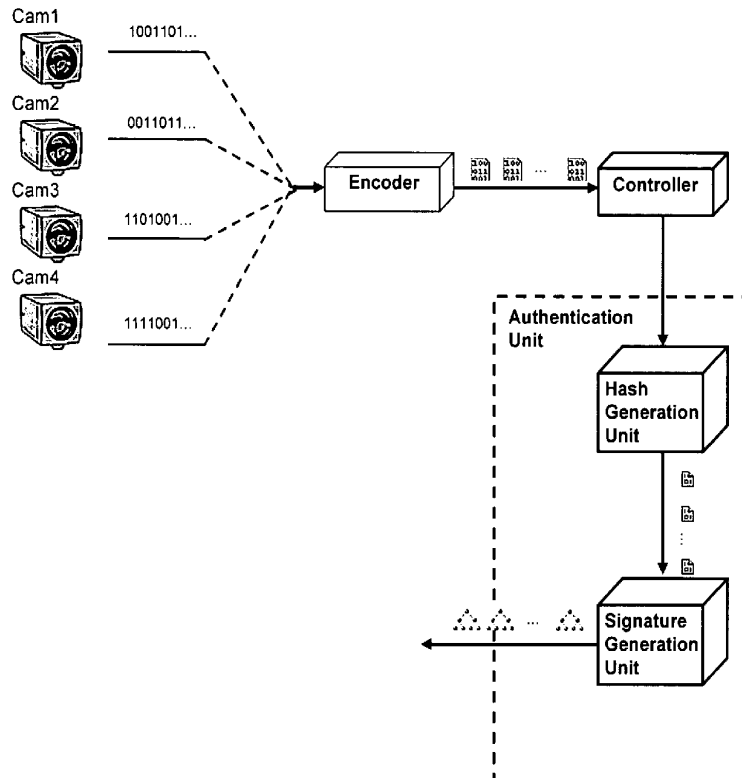 Cam1
1001101...
Cam2
0011011...
Cam3
1101001...
Cam4
1111001...
Encoder
...
Controller
Authentication
Unit
Hash
Generation
Unit
...
Signature
Generation
Unit